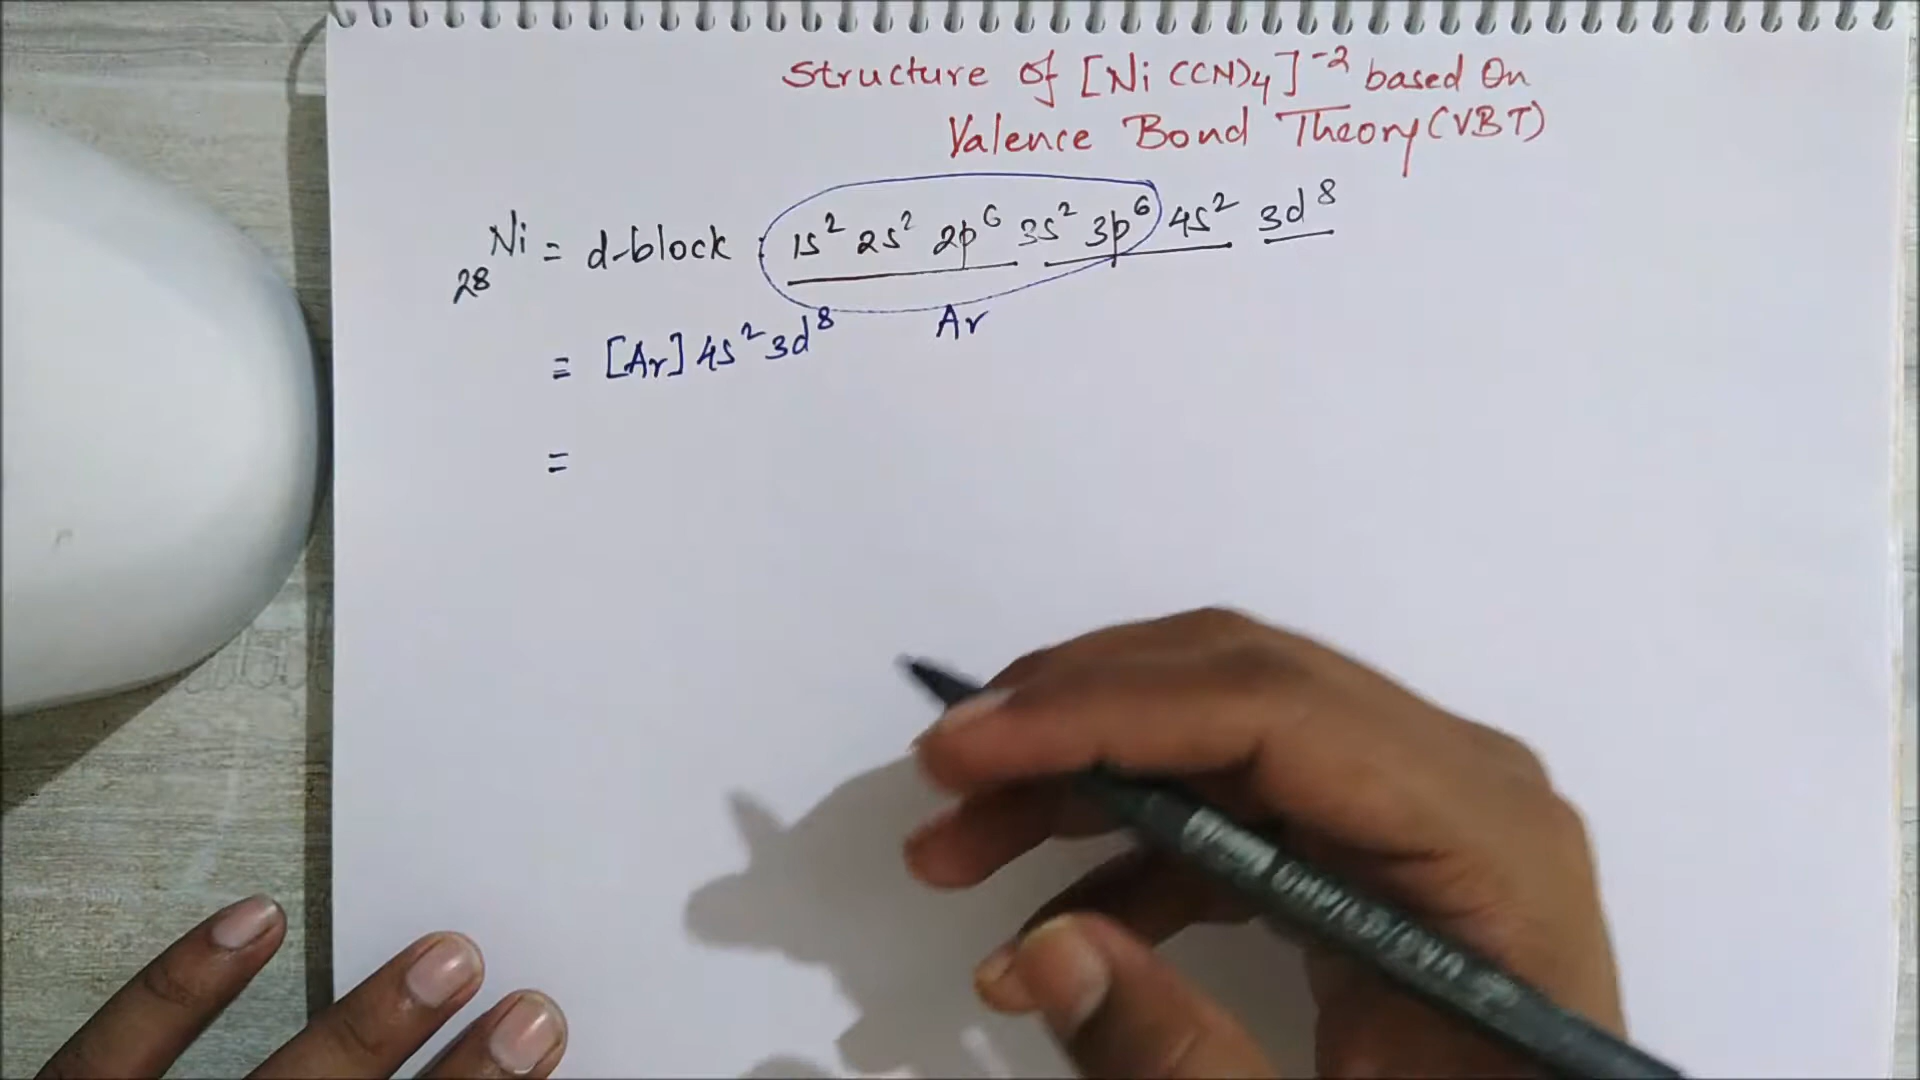 Structure of [Ni (CN)4]⁻² based On
Valence Bond Theory (VBT)
₂₈Ni = d-block 1s² 2s² 2p⁶ 3s² 3p⁶ 4s² 3d⁸
Ar
= [Ar] 4s² 3d⁸
=